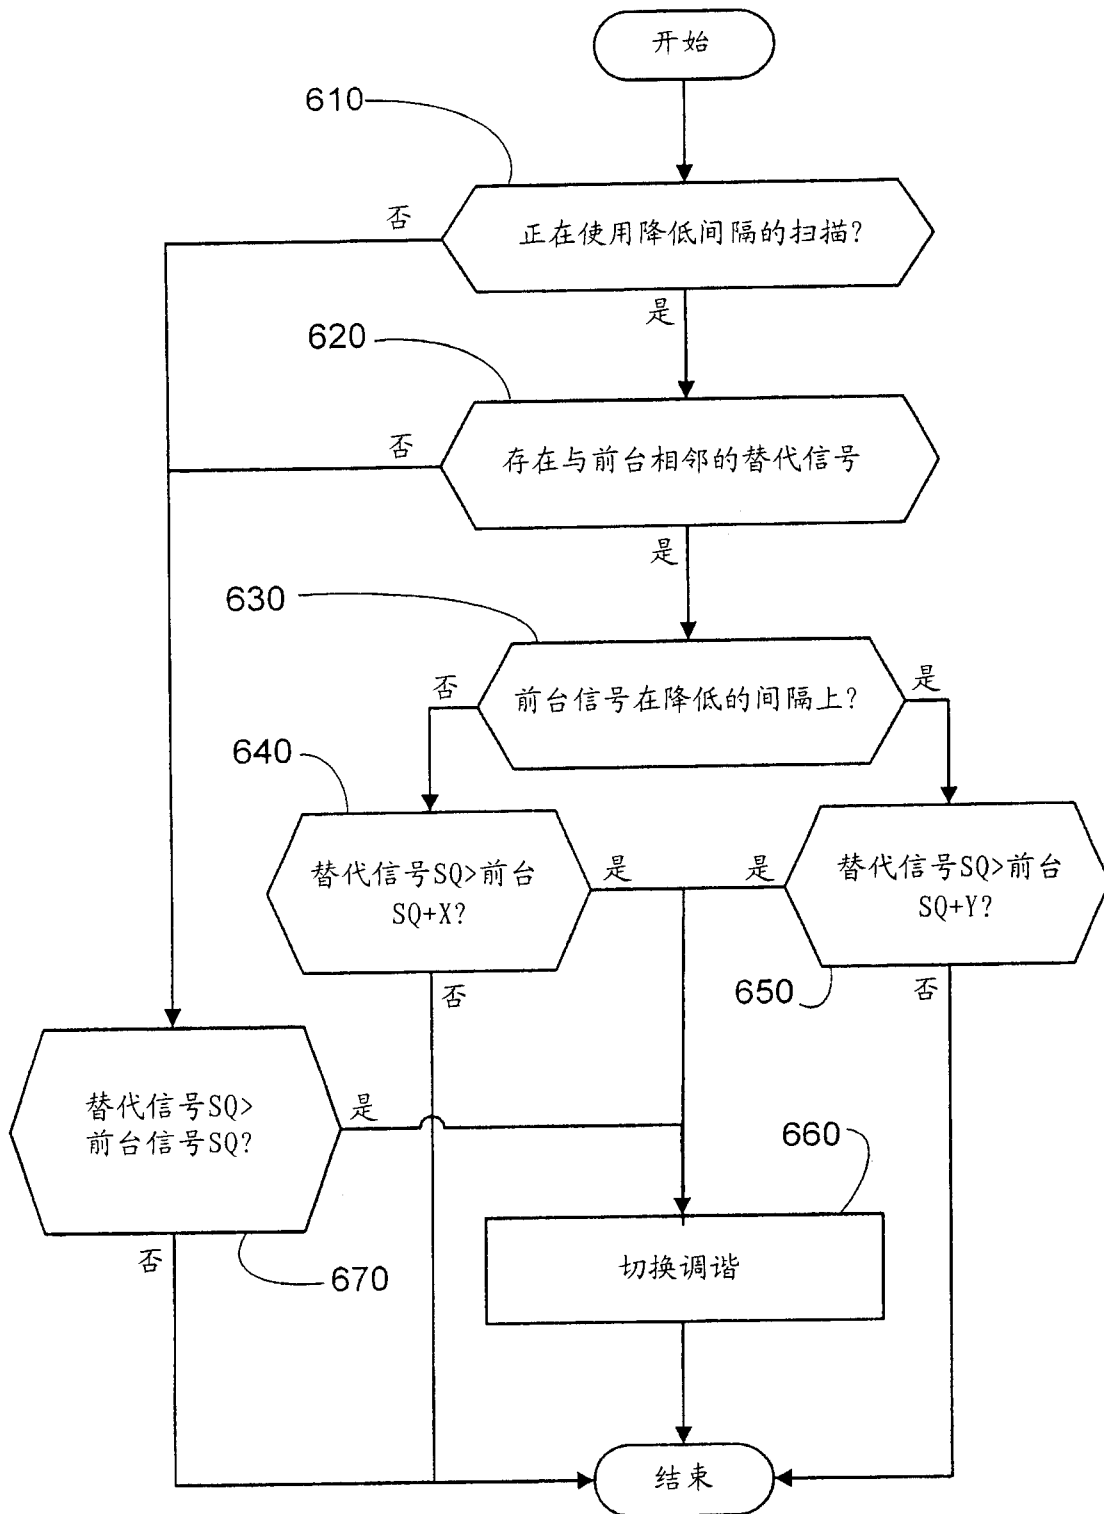 开始
610
否
正在使用降低间隔的扫描?
是
620
否
存在与前台相邻的替代信号
是
630
否
前台信号在降低的间隔上?
是
640
替代信号SQ>前台
SQ+X?
是
是
替代信号SQ>前台
SQ+Y?
否
650
否
替代信号SQ>
前台信号SQ?
是
660
否
670
切换调谐
结束